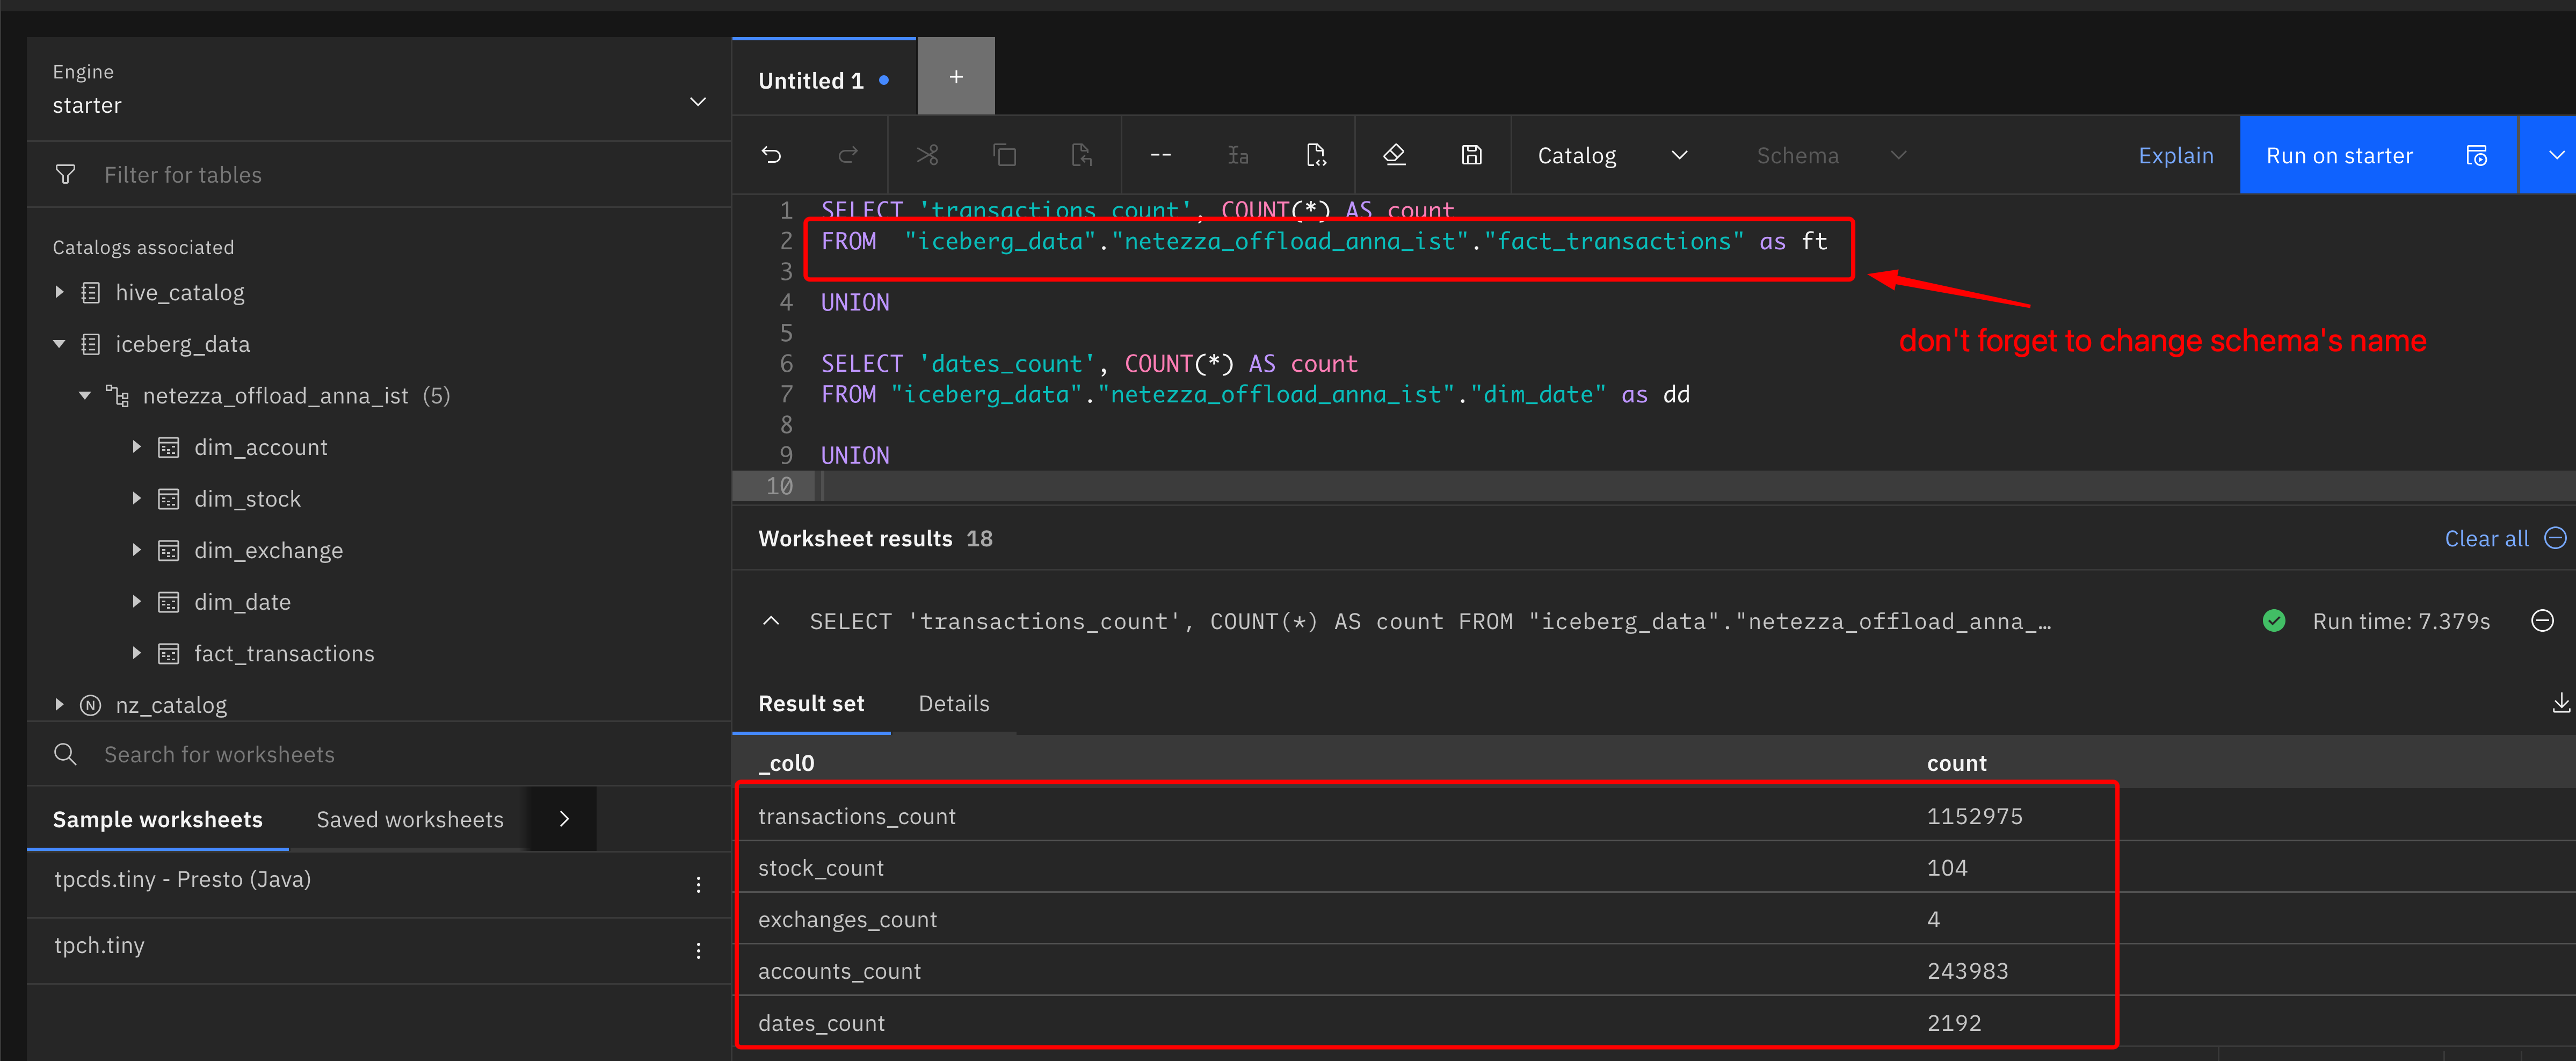 Engine
starter
Filter for tables
Catalogs associated
hive_catalog
iceberg_data
netezza_offload_anna_ist (5)
dim_account
dim_stock
dim_exchange
dim_date
fact_transactions
nz_catalog
Search for worksheets
Sample worksheets Saved worksheets
tpcds.tiny - Presto (Java)
tpch.tiny
Untitled 1
+
-- Catalog Schema Explain Run on starter
1 SELECT 'transactions_count', COUNT(*) AS count
2 FROM "iceberg_data"."netezza_offload_anna_ist"."fact_transactions" as ft
3
4 UNION
5
6 SELECT 'dates_count', COUNT(*) AS count
7 FROM "iceberg_data"."netezza_offload_anna_ist"."dim_date" as dd
8
9 UNION
10
don't forget to change schema's name
Worksheet results 18 Clear all
SELECT 'transactions_count', COUNT(*) AS count FROM "iceberg_data"."netezza_offload_anna_… Run time: 7.379s
Result set Details
_col0 count
transactions_count 1152975
stock_count 104
exchanges_count 4
accounts_count 243983
dates_count 2192